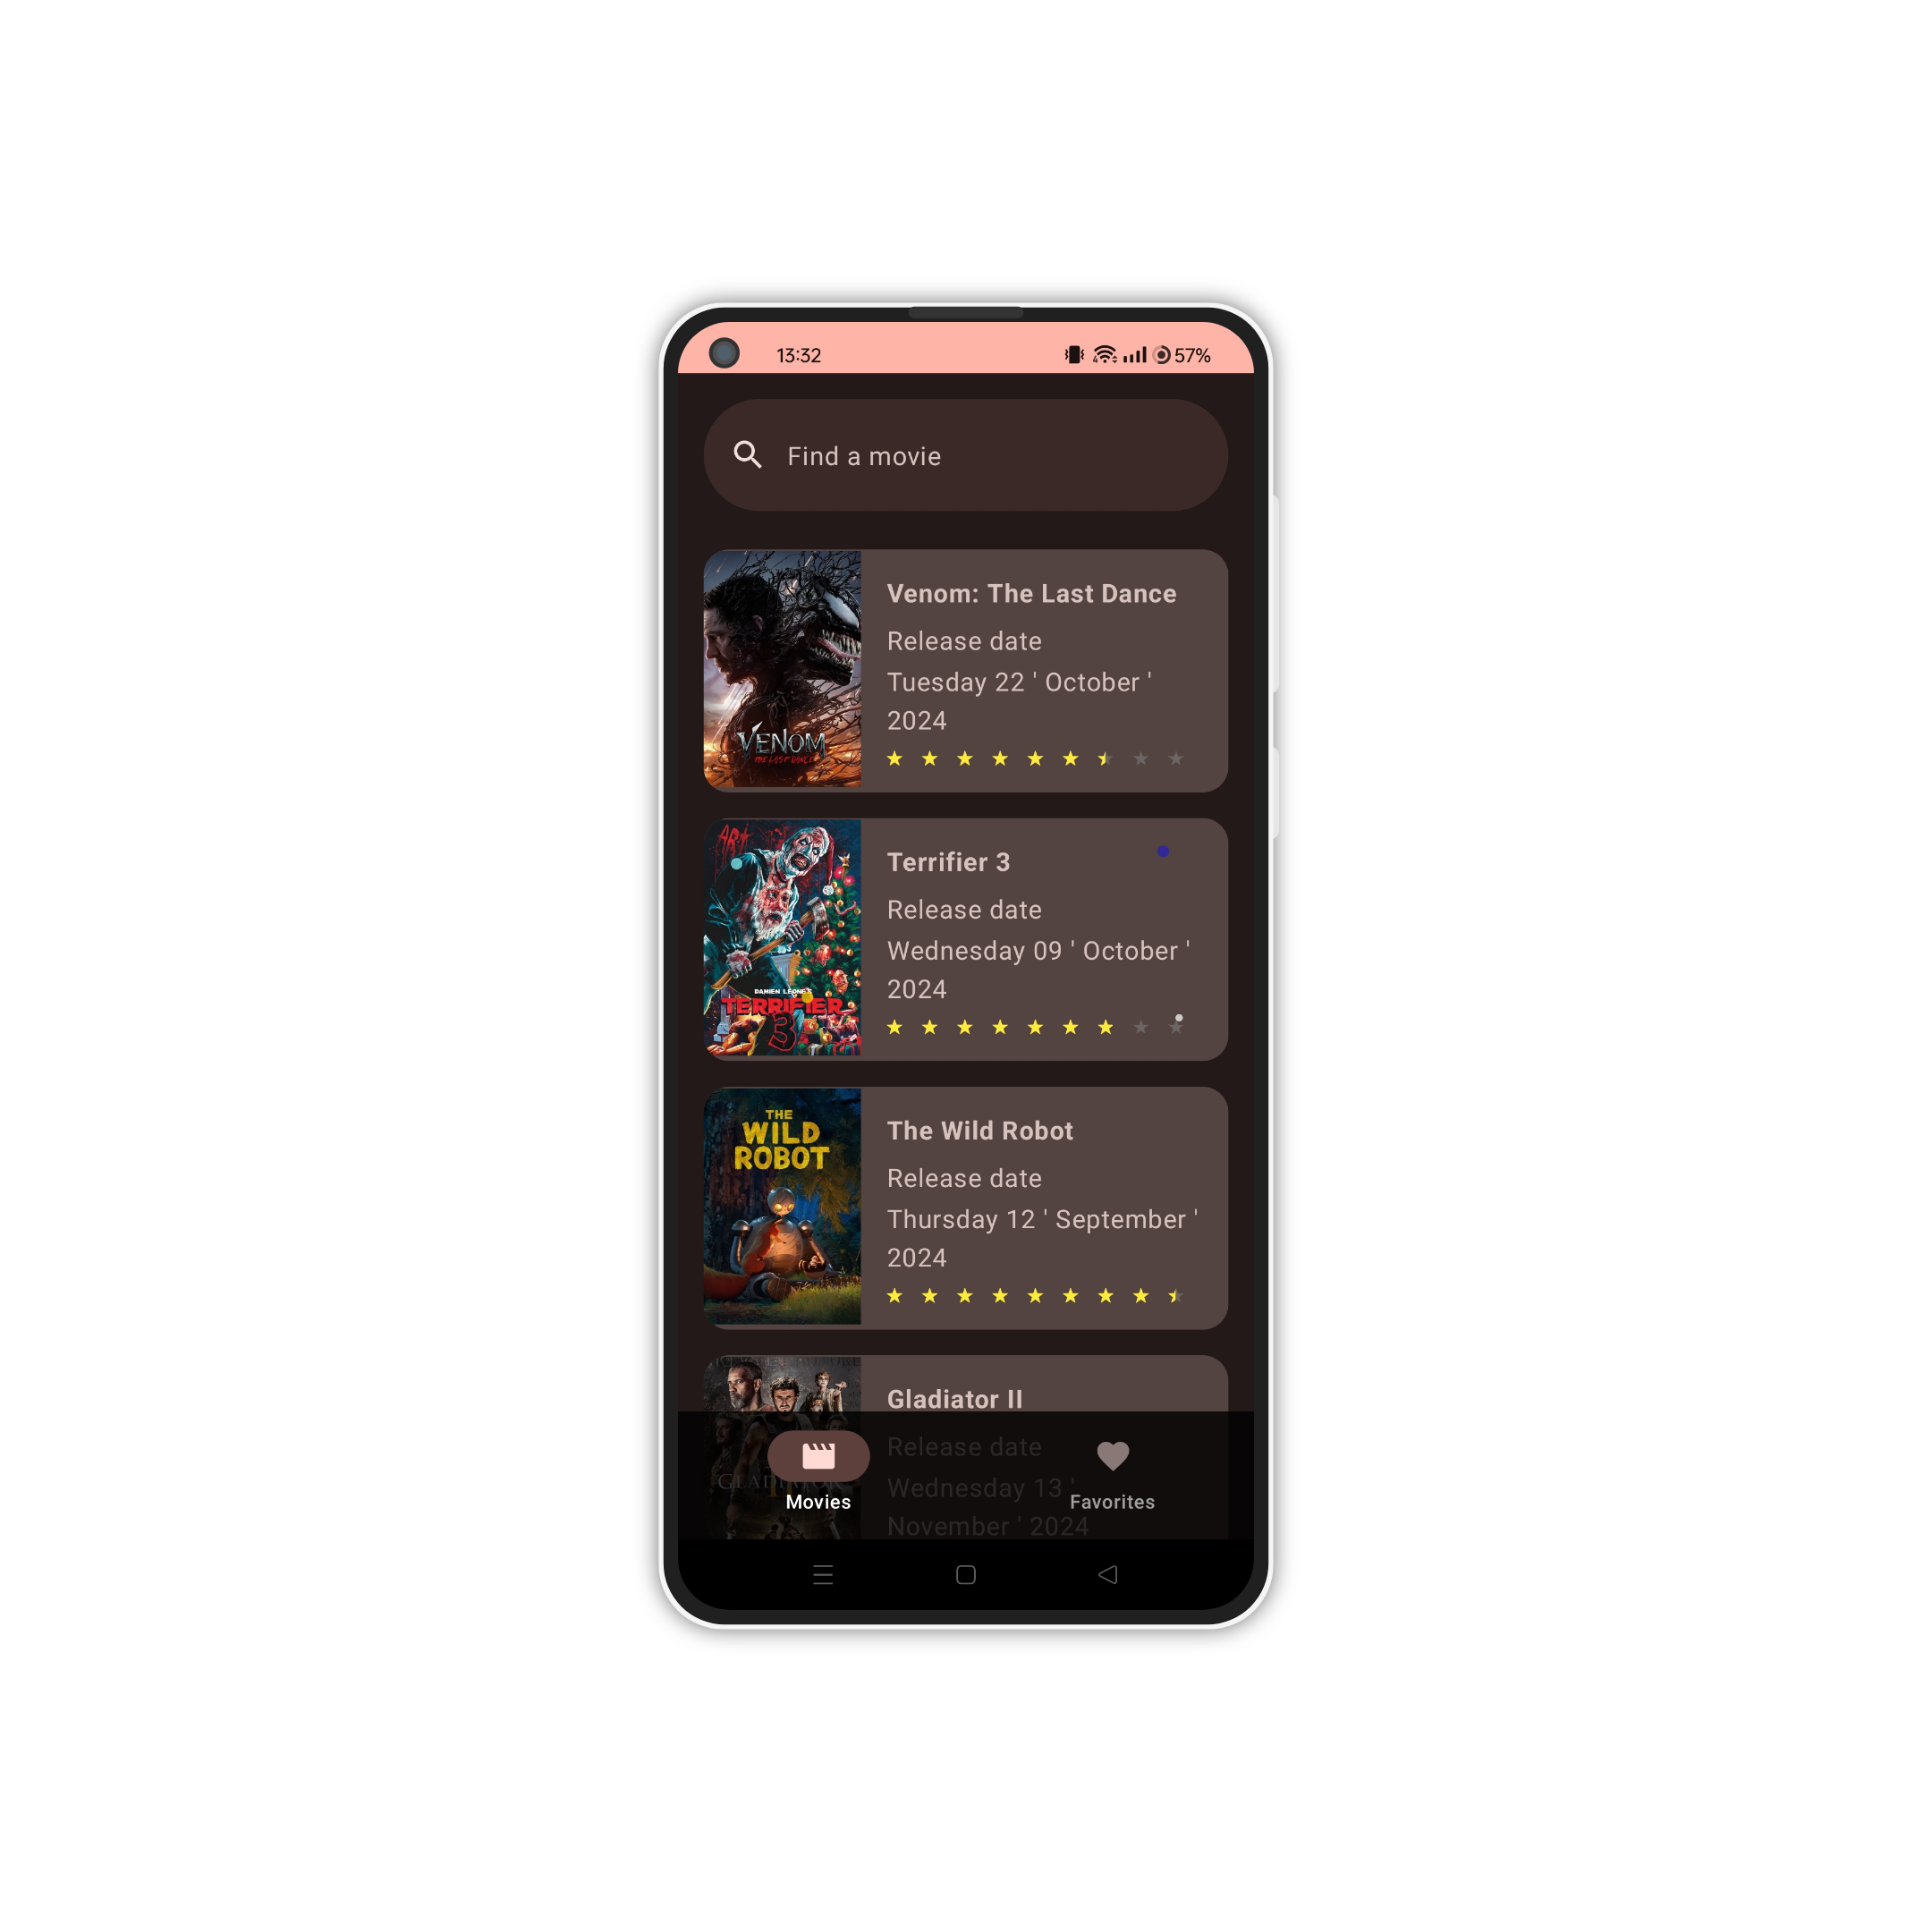 13:32
57%
Find a movie
VENOM
THE LAST DANCE
Venom: The Last Dance
Release date
Tuesday 22 ' October '
2024
ART
DAMIEN LEONE'S
TERRIFIER
3
Terrifier 3
Release date
Wednesday 09 ' October '
2024
THE
WILD
ROBOT
The Wild Robot
Release date
Thursday 12 ' September '
2024
Gladiator II
Release date
Wednesday 13 '
November ' 2024
GLADIATOR
Movies
Favorites